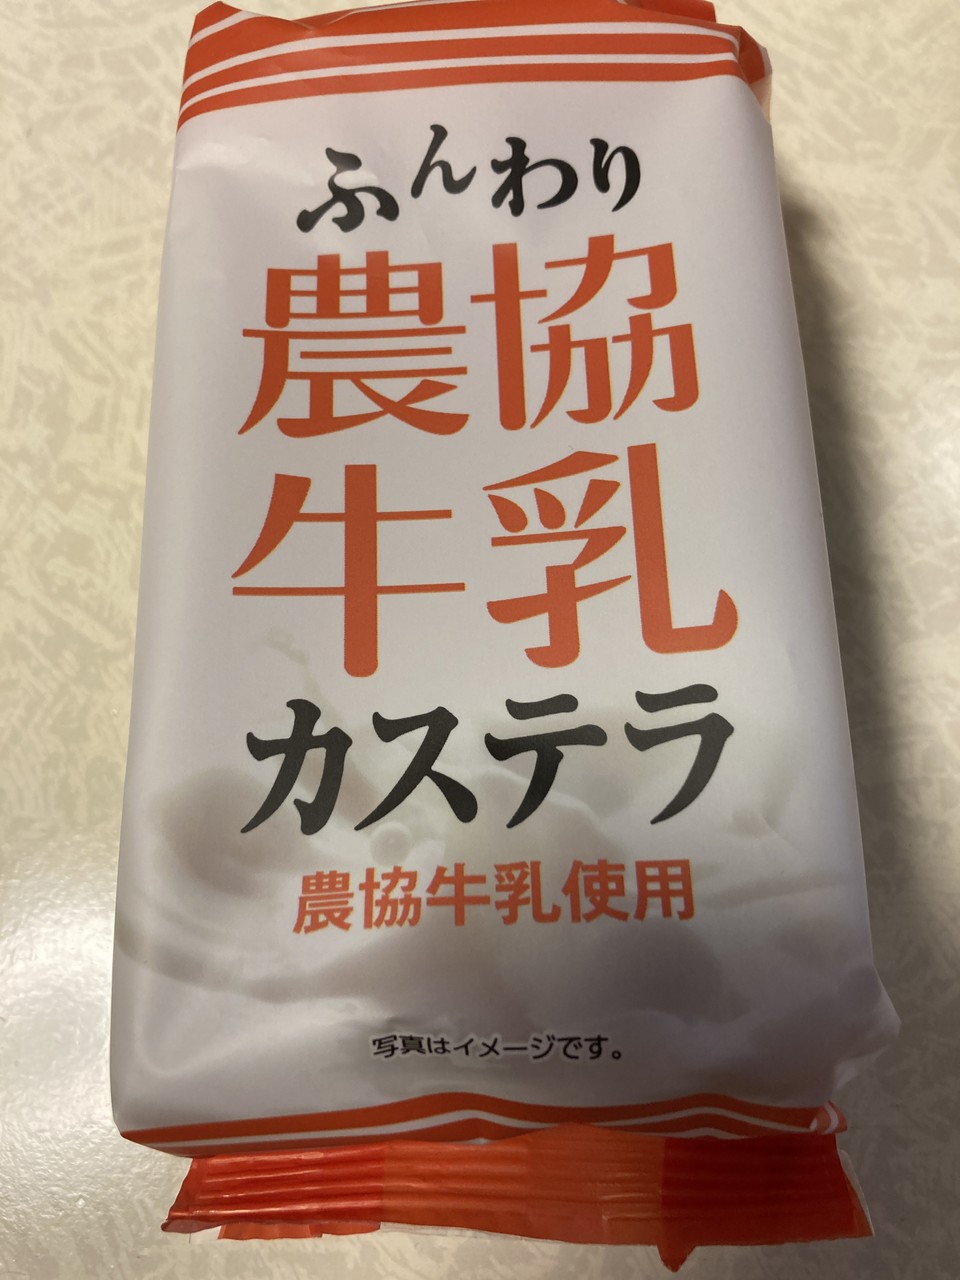 ふんわり
農協
牛乳
カステラ
農協牛乳使用
写真はイメージです。